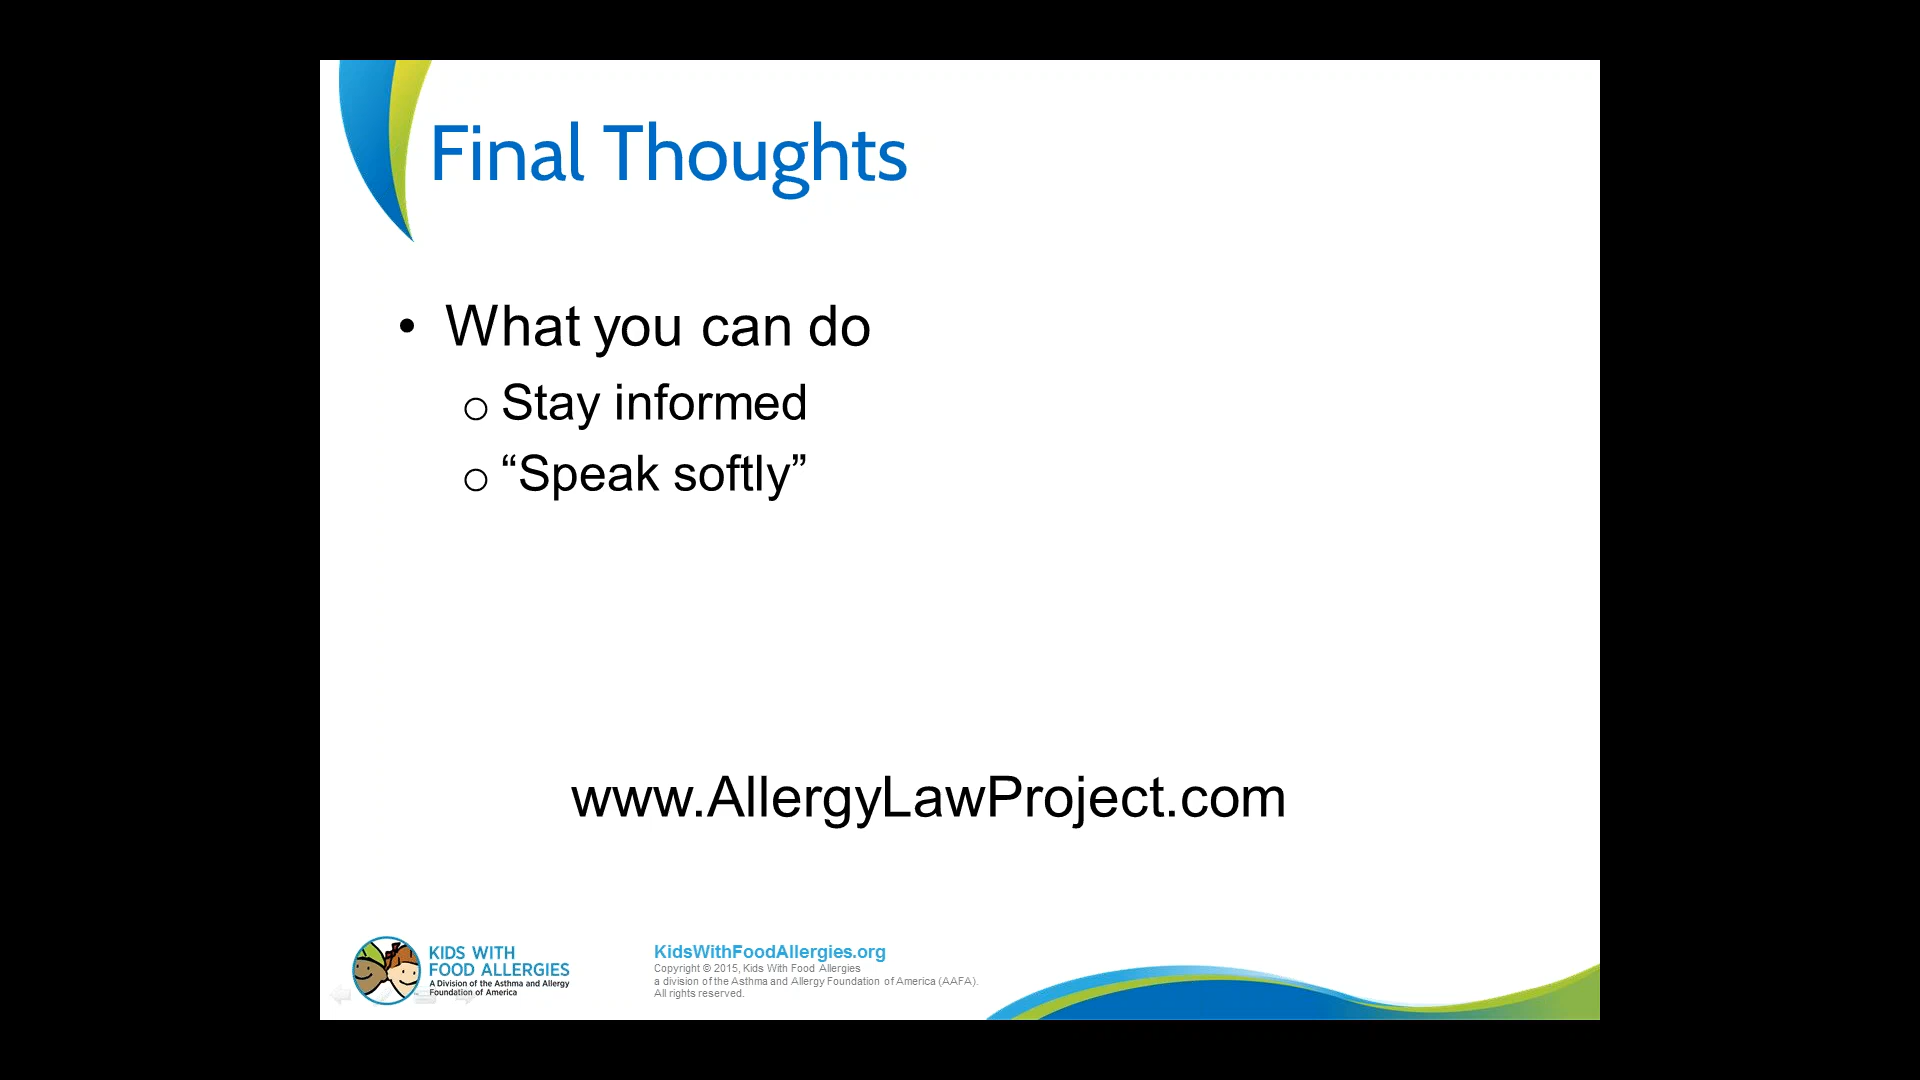 Final Thoughts
• What you can do
o Stay informed
o “Speak softly”
www.AllergyLawProject.com
KIDS WITH
FOOD ALLERGIES
A Division of the Asthma and Allergy
Foundation of America
KidsWithFoodAllergies.org
Copyright © 2015, Kids With Food Allergies
a division of the Asthma and Allergy Foundation of America (AAFA).
All rights reserved.